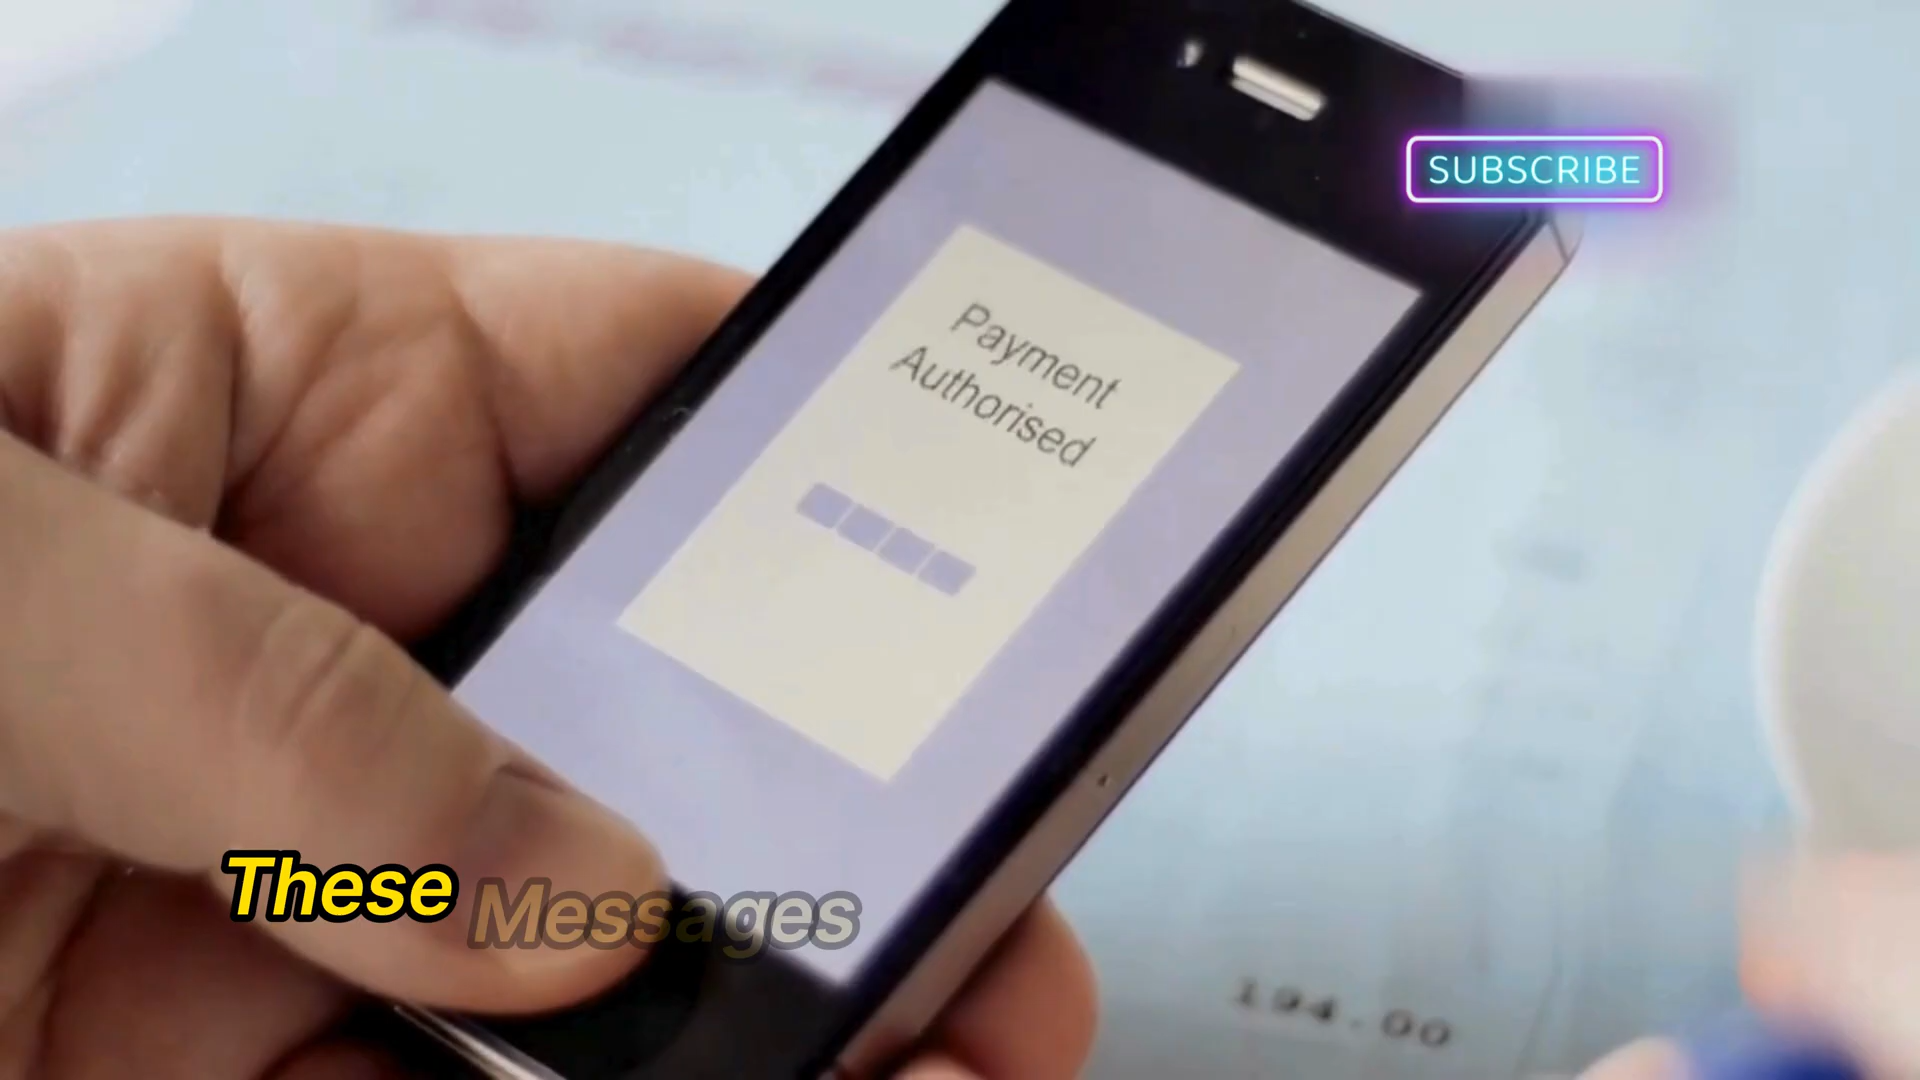 SUBSCRIBE
Payment
Authorised
These Messages
194.00